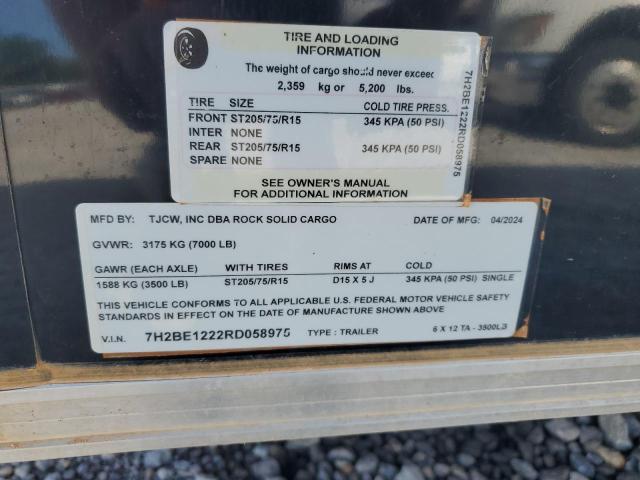 TIRE AND LOADING
INFORMATION
The weight of cargo should never exceed
2,359 kg or 5,200 lbs.
TIRE SIZE COLD TIRE PRESS.
FRONT ST205/75/R15 345 KPA (50 PSI)
INTER NONE
REAR ST205/75/R15 345 KPA (50 PSI)
SPARE NONE
SEE OWNER'S MANUAL
FOR ADDITIONAL INFORMATION
7H2BE1222RD058975
MFD BY: TJCW, INC DBA ROCK SOLID CARGO DATE OF MFG: 04/2024
GVWR: 3175 KG (7000 LB)
GAWR (EACH AXLE) WITH TIRES RIMS AT COLD
1588 KG (3500 LB) ST205/75/R15 D15 X 5 J 345 KPA (50 PSI) SINGLE
THIS VEHICLE CONFORMS TO ALL APPLICABLE U.S. FEDERAL MOTOR VEHICLE SAFETY
STANDARDS IN EFFECT ON THE DATE OF MANUFACTURE SHOWN ABOVE
V.I.N. 7H2BE1222RD058975 TYPE : TRAILER 6 X 12 TA - 3500LB